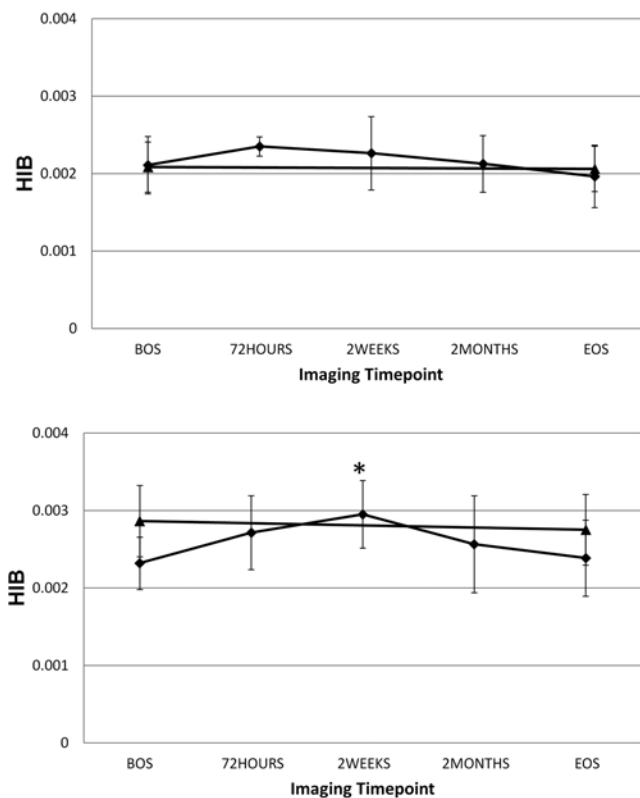 0.004
0.003
HIB
0.002
0.001
0
BOS 72HOURS 2WEEKS 2MONTHS EOS
Imaging Timepoint
0.004
*
0.003
HIB
0.002
0.001
0
BOS 72HOURS 2WEEKS 2MONTHS EOS
Imaging Timepoint